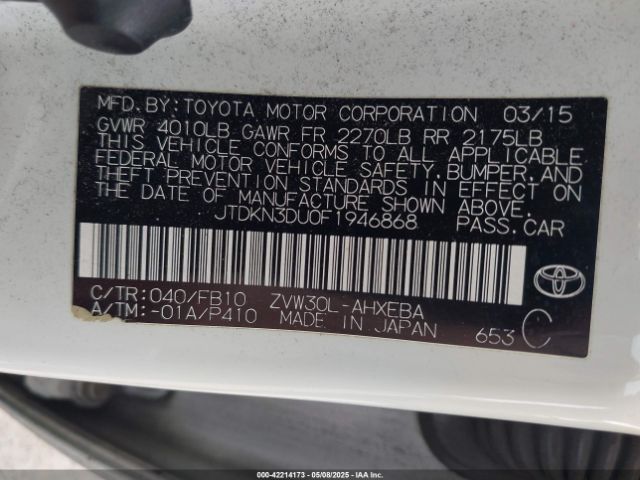 MFD. BY: TOYOTA MOTOR CORPORATION 03/15
GVWR 4010LB GAWR FR 2270LB RR 2175LB
THIS VEHICLE CONFORMS TO ALL APPLICABLE
FEDERAL MOTOR VEHICLE SAFETY, BUMPER, AND
THEFT PREVENTION STANDARDS IN EFFECT ON
THE DATE OF MANUFACTURE SHOWN ABOVE.
JTDKN3DU0F1946868 PASS. CAR
C/TR: 040/FB10 ZVW30L-AHXEBA
A/TM: -01A/P410 MADE IN JAPAN
653 C
TOYOTA
000-42214173 - 05/08/2025 - IAA Inc.